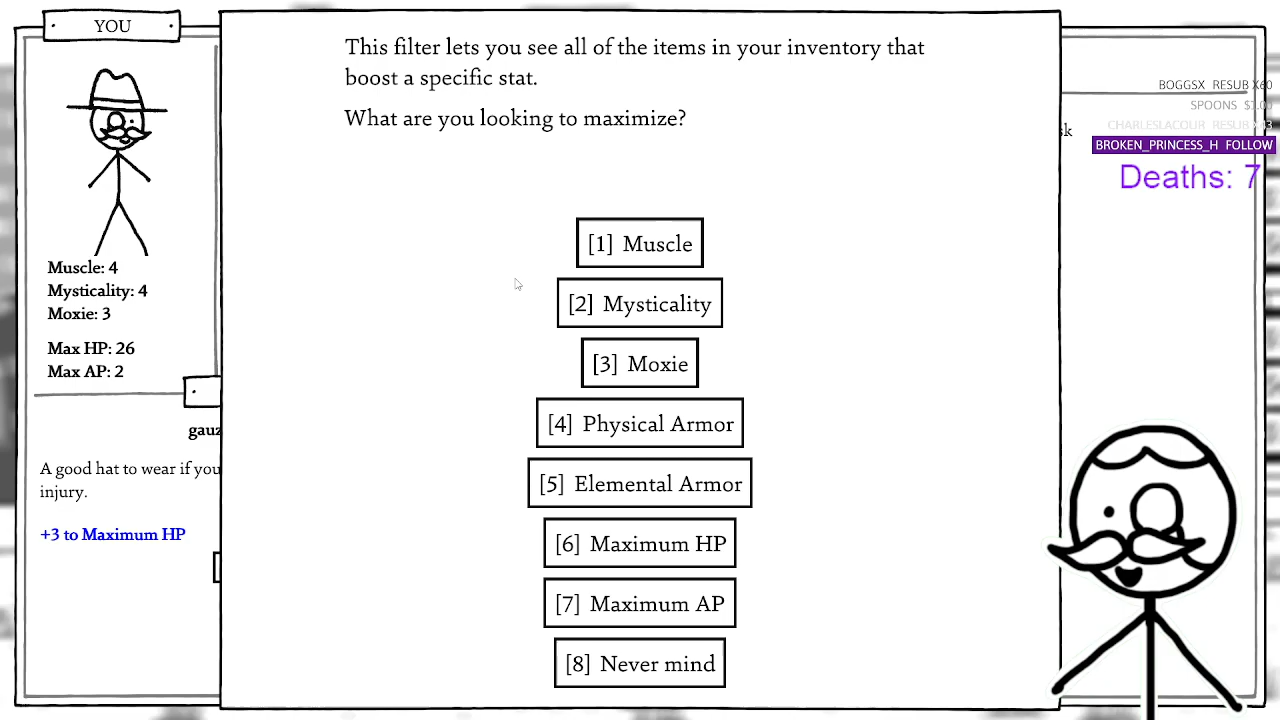 YOU
This filter lets you see all of the items in your inventory that
boost a specific stat.
What are you looking to maximize?
[1] Muscle
[2] Mysticality
[3] Moxie
[4] Physical Armor
[5] Elemental Armor
[6] Maximum HP
[7] Maximum AP
[8] Never mind
Muscle: 4
Mysticality: 4
Moxie: 3
Max HP: 26
Max AP: 2
gauz
A good hat to wear if you
injury.
+3 to Maximum HP
sk
BOGGSX RESUB X60
SPOONS $1.00
CHARLESLACOUR RESUB
BROKEN_PRINCESS_H FOLLOW
Deaths: 7